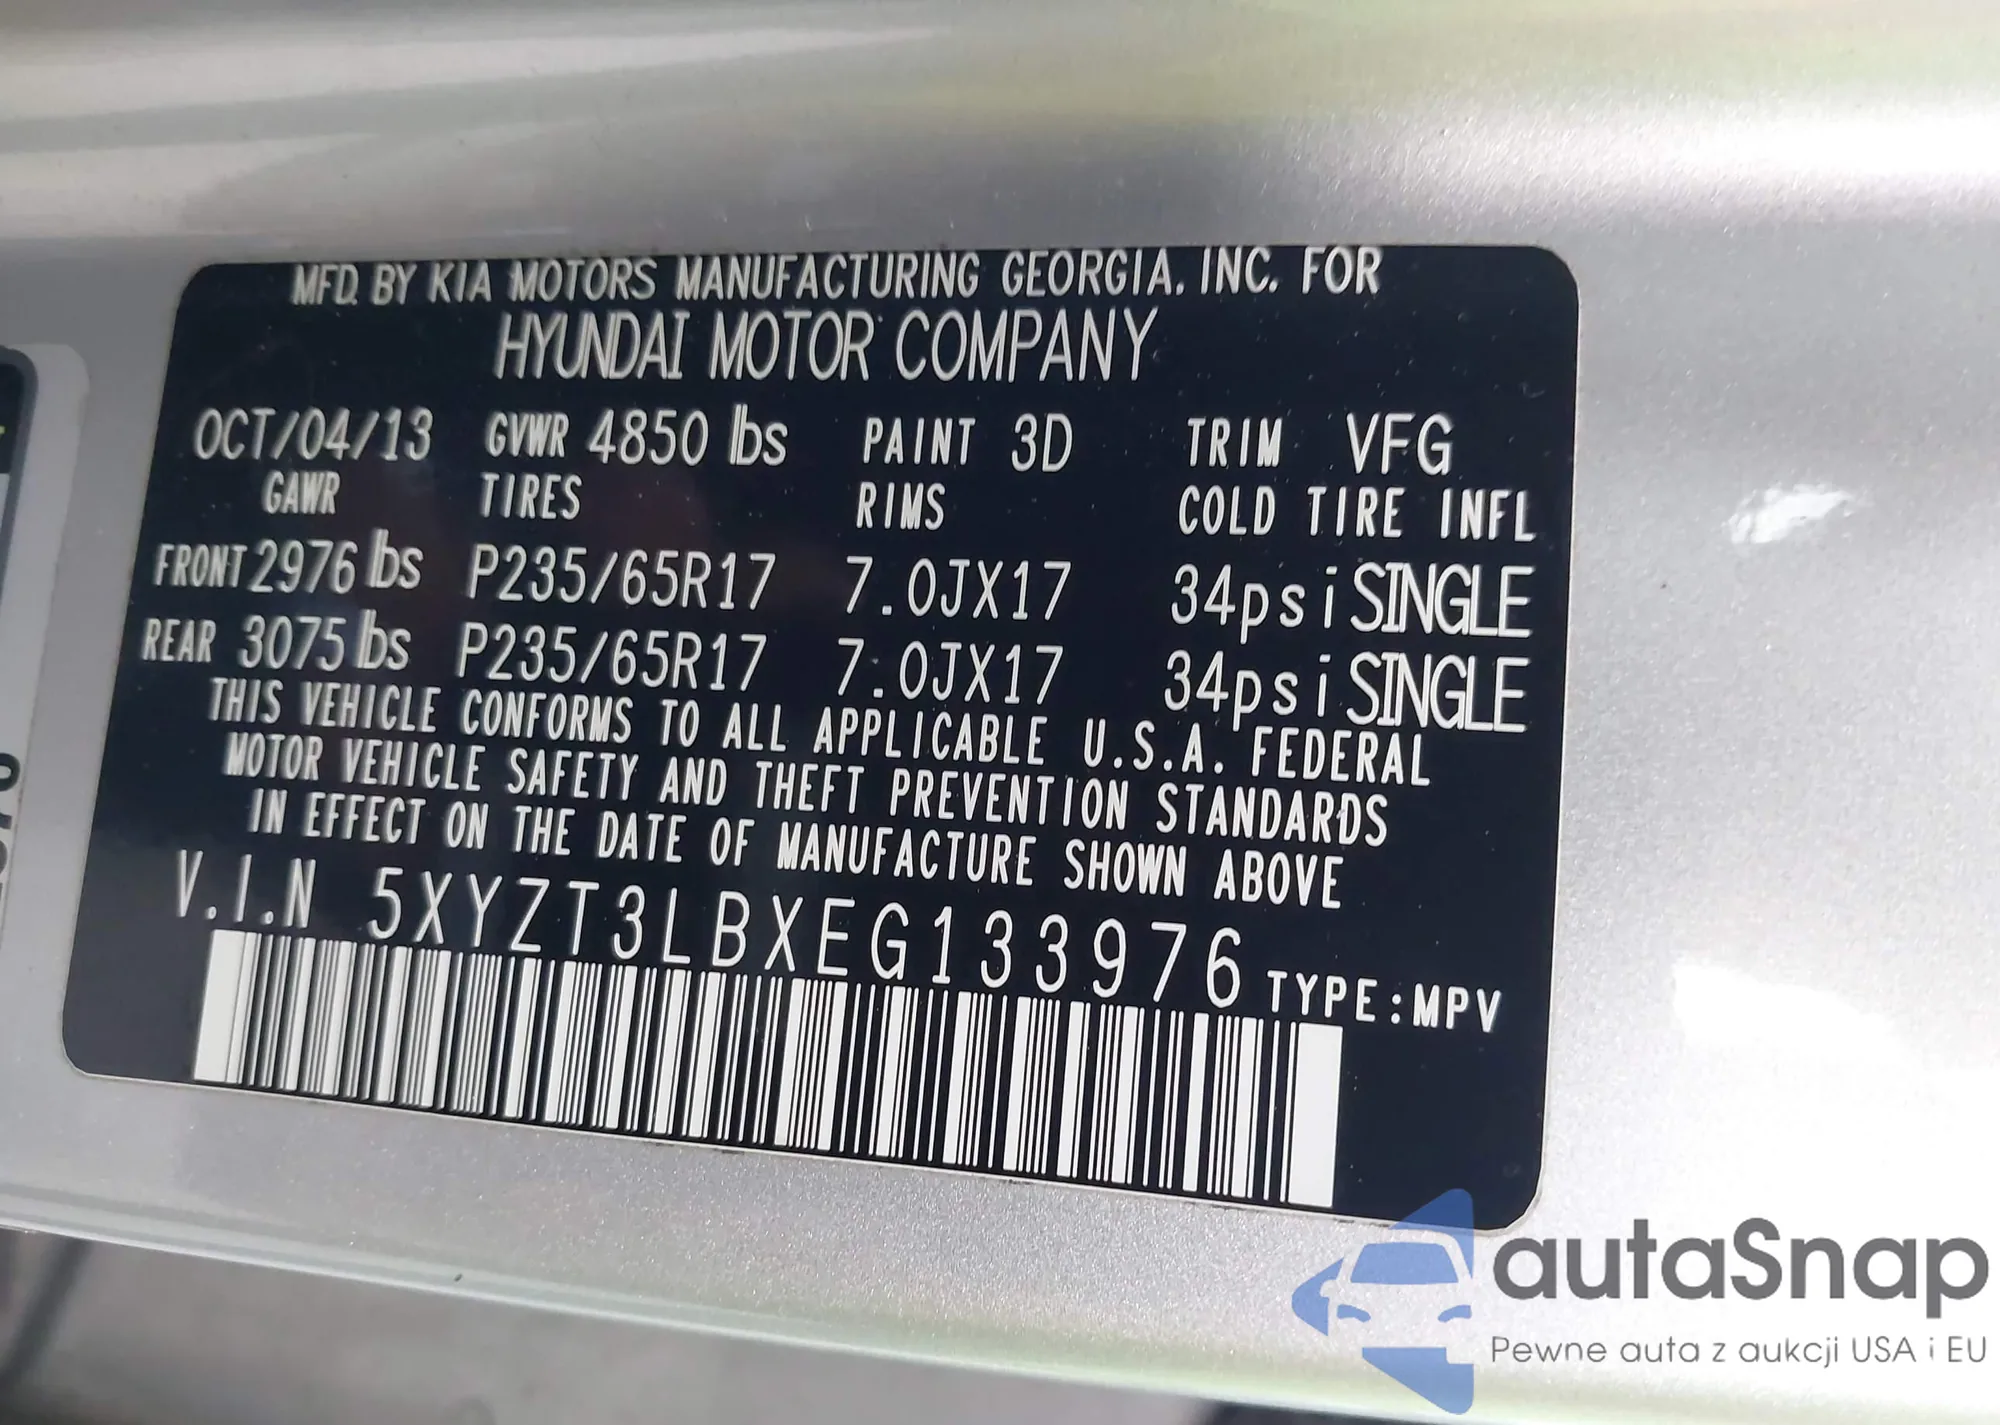 MFD. BY KIA MOTORS MANUFACTURING GEORGIA, INC. FOR
HYUNDAI MOTOR COMPANY
OCT/04/13 GVWR 4850 lbs PAINT 3D TRIM VFG
GAWR TIRES RIMS COLD TIRE INFL
FRONT 2976 lbs P235/65R17 7.0JX17 34psi SINGLE
REAR 3075 lbs P235/65R17 7.0JX17 34psi SINGLE
THIS VEHICLE CONFORMS TO ALL APPLICABLE U.S.A. FEDERAL
MOTOR VEHICLE SAFETY AND THEFT PREVENTION STANDARDS
IN EFFECT ON THE DATE OF MANUFACTURE SHOWN ABOVE
V.I.N 5XYZT3LBXEG133976 TYPE:MPV
autaSnap
Pewne auta z aukcji USA i EU